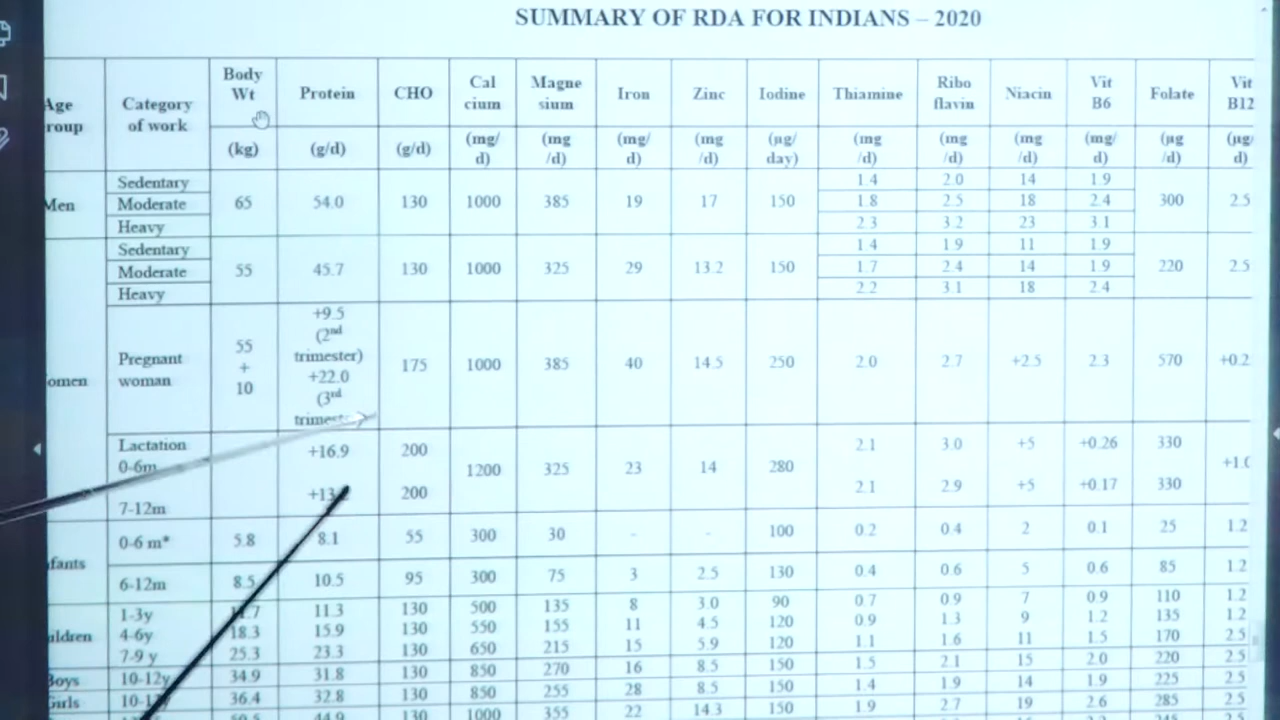 SUMMARY OF RDA FOR INDIANS – 2020
Age roup | Category of work | Body Wt | Protein | CHO | Cal cium | Magne sium | Iron | Zinc | Iodine | Thiamine | Ribo flavin | Niacin | Vit B6 | Folate | Vit B12
(kg) | (g/d) | (g/d) | (mg/ d) | (mg /d) | (mg/ d) | (mg /d) | (µg/ day) | (mg /d) | (mg /d) | (mg /d) | (mg/ d) | (µg /d) | (µg/ d)
Men | Sedentary | 65 | 54.0 | 130 | 1000 | 385 | 19 | 17 | 150 | 1.4 | 2.0 | 14 | 1.9 | 300 | 2.5
Moderate | 1.8 | 2.5 | 18 | 2.4
Heavy | 2.3 | 3.2 | 23 | 3.1
omen | Sedentary | 55 | 45.7 | 130 | 1000 | 325 | 29 | 13.2 | 150 | 1.4 | 1.9 | 11 | 1.9 | 220 | 2.5
Moderate | 1.7 | 2.4 | 14 | 1.9
Heavy | 2.2 | 3.1 | 18 | 2.4
Pregnant woman | 55 + 10 | +9.5 (2nd trimester) +22.0 (3rd | 175 | 1000 | 385 | 40 | 14.5 | 250 | 2.0 | 2.7 | +2.5 | 2.3 | 570 | +0.2
Lactation 0-6m | +16.9 | 200 | 1200 | 325 | 23 | 14 | 280 | 2.1 | 3.0 | +5 | +0.26 | 330 | +1.0
7-12m | 200 | 2.1 | 2.9 | +5 | +0.17 | 330
fants | 0-6 m* | 5.8 | 8.1 | 55 | 300 | 30 | - | - | 100 | 0.2 | 0.4 | 2 | 0.1 | 25 | 1.2
6-12m | 8.5 | 10.5 | 95 | 300 | 75 | 3 | 2.5 | 130 | 0.4 | 0.6 | 5 | 0.6 | 85 | 1.2
ildren | 1-3y | 11.3 | 130 | 500 | 135 | 8 | 3.0 | 90 | 0.7 | 0.9 | 7 | 0.9 | 110 | 1.2
4-6y | 18.3 | 15.9 | 130 | 550 | 155 | 11 | 4.5 | 120 | 0.9 | 1.3 | 9 | 1.2 | 135 | 1.2
7-9 y | 25.3 | 23.3 | 130 | 650 | 215 | 15 | 5.9 | 120 | 1.1 | 1.6 | 11 | 1.5 | 170 | 2.5
Boys | 10-12y | 34.9 | 31.8 | 130 | 850 | 270 | 16 | 8.5 | 150 | 1.5 | 2.1 | 15 | 2.0 | 220 | 2.5
Girls | 36.4 | 32.8 | 130 | 850 | 255 | 28 | 8.5 | 150 | 1.4 | 1.9 | 14 | 1.9 | 225 | 2.5
130 | 1000 | 355 | 22 | 14.3 | 150 | 1.9 | 2.7 | 19 | 2.6 | 285 | 2.5